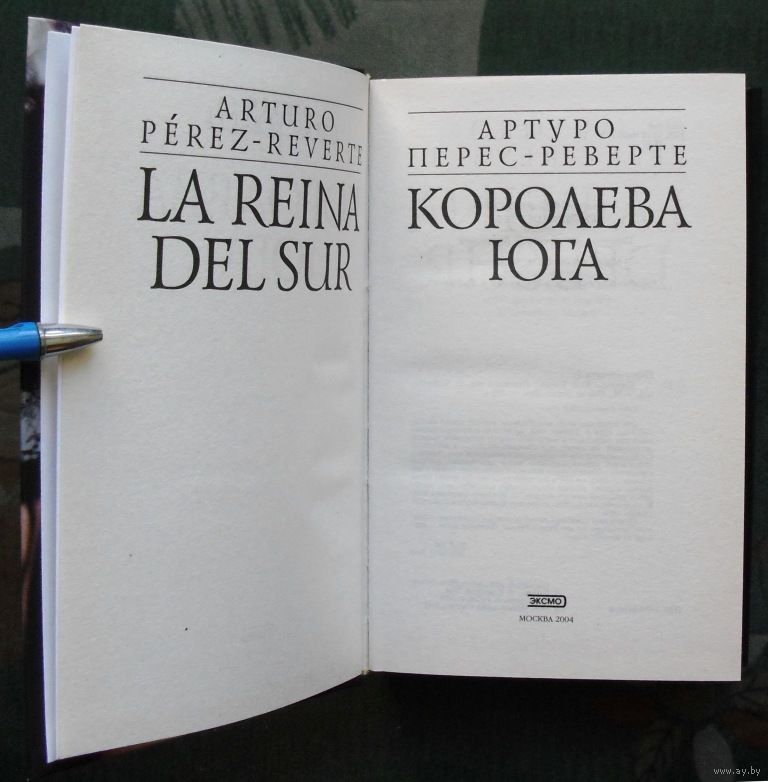 ARTURO
PÉREZ-REVERTE
LA REINA
DEL SUR
АРТУРО
ПЕРЕС-РЕВЕРТЕ
КОРОЛЕВА
ЮГА
ЭКСМО
МОСКВА 2004
www.ay.by